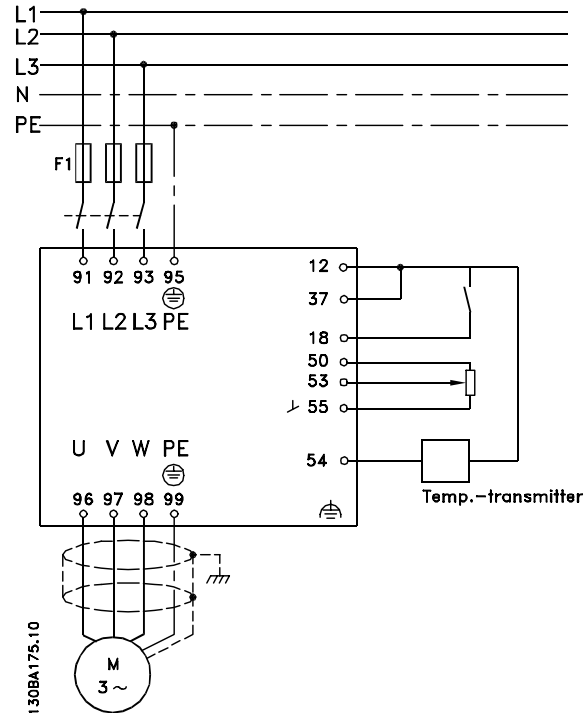 L1
L2
L3
N
PE
F1
91 92 93 95
L1 L2 L3 PE
12
37
18
50
53
55
54
Temp.-transmitter
U V W PE
96 97 98 99
M
3 ~
130BA175.10